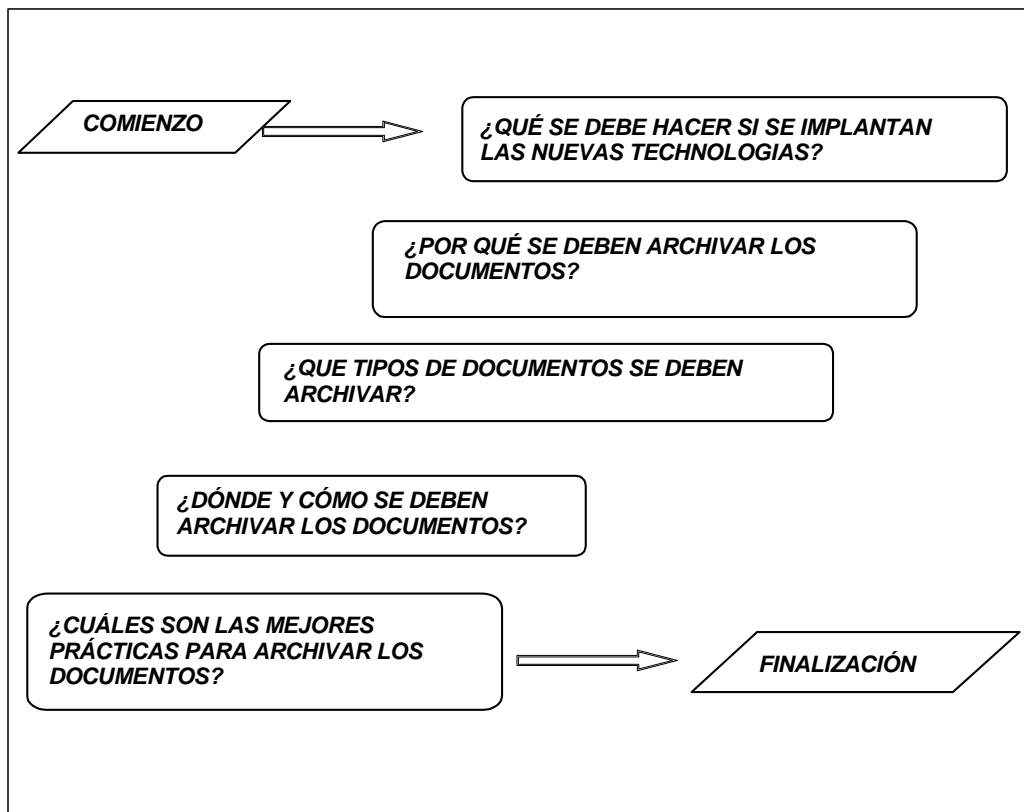 COMIENZO
¿QUÉ SE DEBE HACER SI SE IMPLANTAN
LAS NUEVAS TECHNOLOGIAS?
¿POR QUÉ SE DEBEN ARCHIVAR LOS
DOCUMENTOS?
¿QUE TIPOS DE DOCUMENTOS SE DEBEN
ARCHIVAR?
¿DÓNDE Y CÓMO SE DEBEN
ARCHIVAR LOS DOCUMENTOS?
¿CUÁLES SON LAS MEJORES
PRÁCTICAS PARA ARCHIVAR LOS
DOCUMENTOS?
FINALIZACIÓN